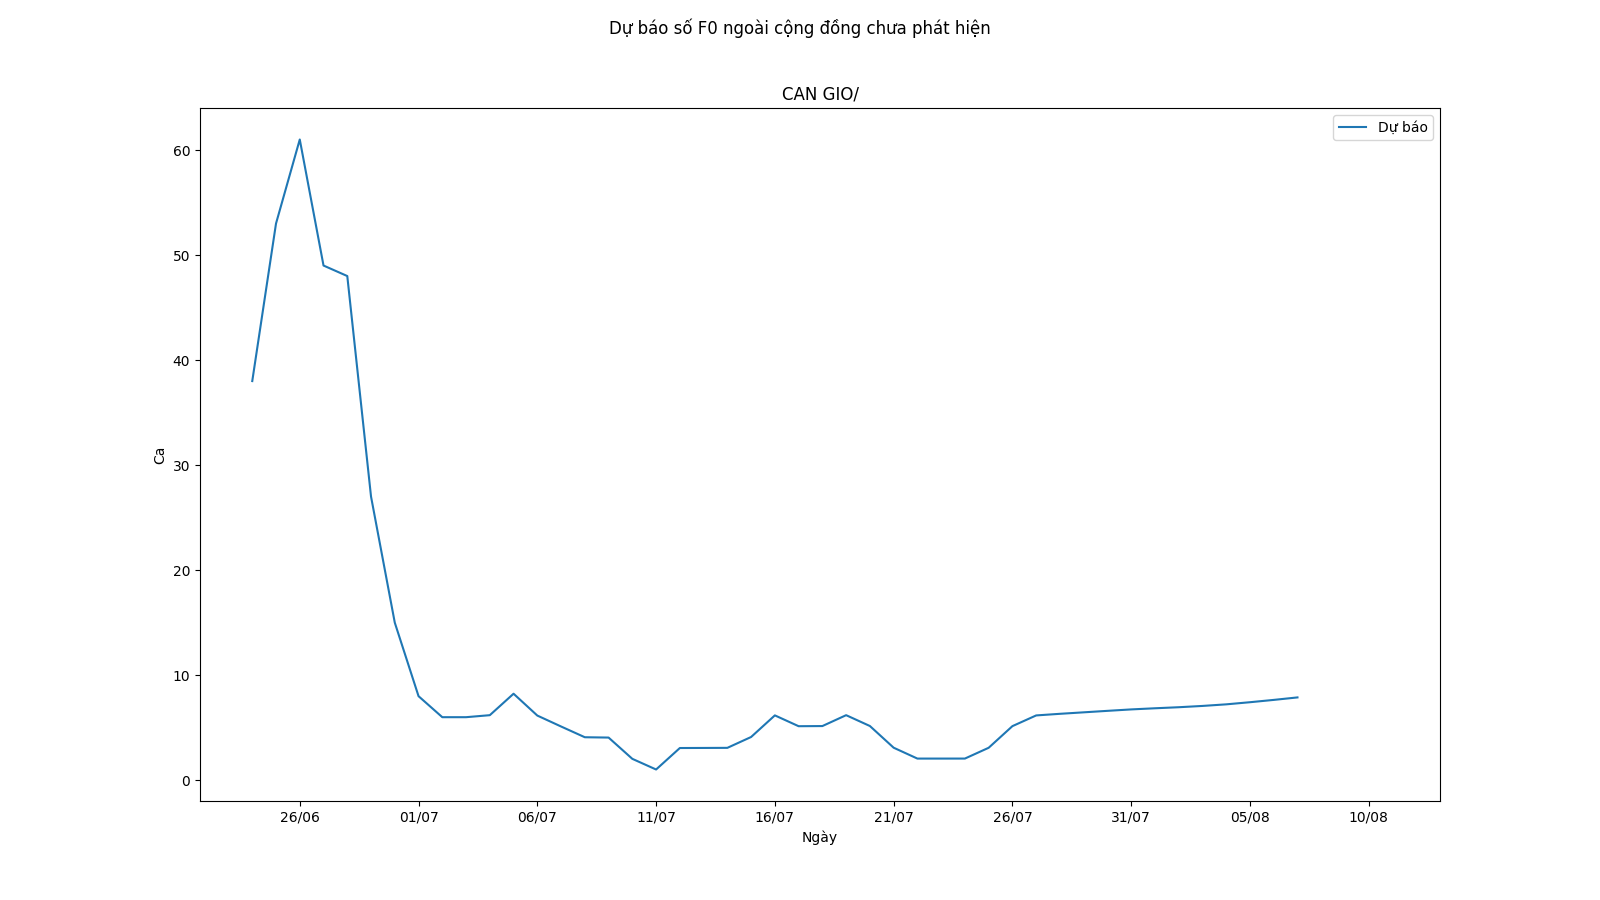 Dự báo số F0 ngoài cộng đồng chưa phát hiện
CAN GIO/
Dự báo
60
50
40
30
20
10
0
Ca
26/06 01/07 06/07 11/07 16/07 21/07 26/07 31/07 05/08 10/08
Ngày